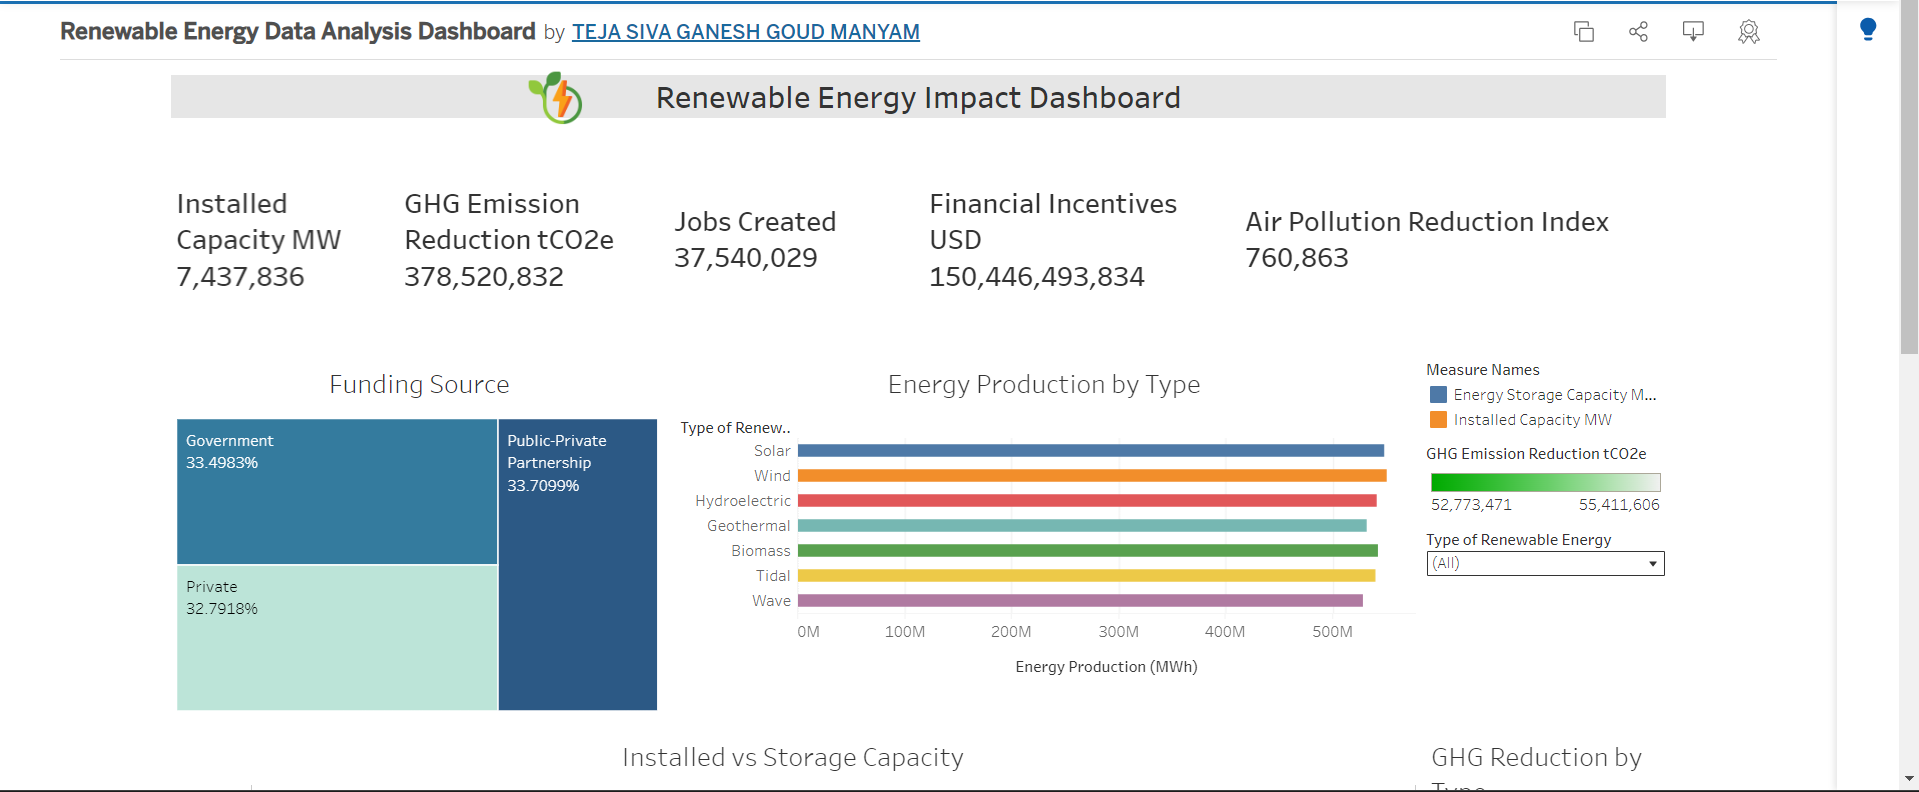 Renewable Energy Data Analysis Dashboard by TEJA SIVA GANESH GOUD MANYAM
Renewable Energy Impact Dashboard
Installed
Capacity MW
7,437,836
GHG Emission
Reduction tCO2e
378,520,832
Jobs Created
37,540,029
Financial Incentives
USD
150,446,493,834
Air Pollution Reduction Index
760,863
Funding Source
Government
33.4983%
Public-Private
Partnership
33.7099%
Private
32.7918%
Energy Production by Type
Type of Renew..
Solar
Wind
Hydroelectric
Geothermal
Biomass
Tidal
Wave
0M 100M 200M 300M 400M 500M
Energy Production (MWh)
Measure Names
Energy Storage Capacity M...
Installed Capacity MW
GHG Emission Reduction tCO2e
52,773,471 55,411,606
Type of Renewable Energy
(All)
Installed vs Storage Capacity
GHG Reduction by
Type